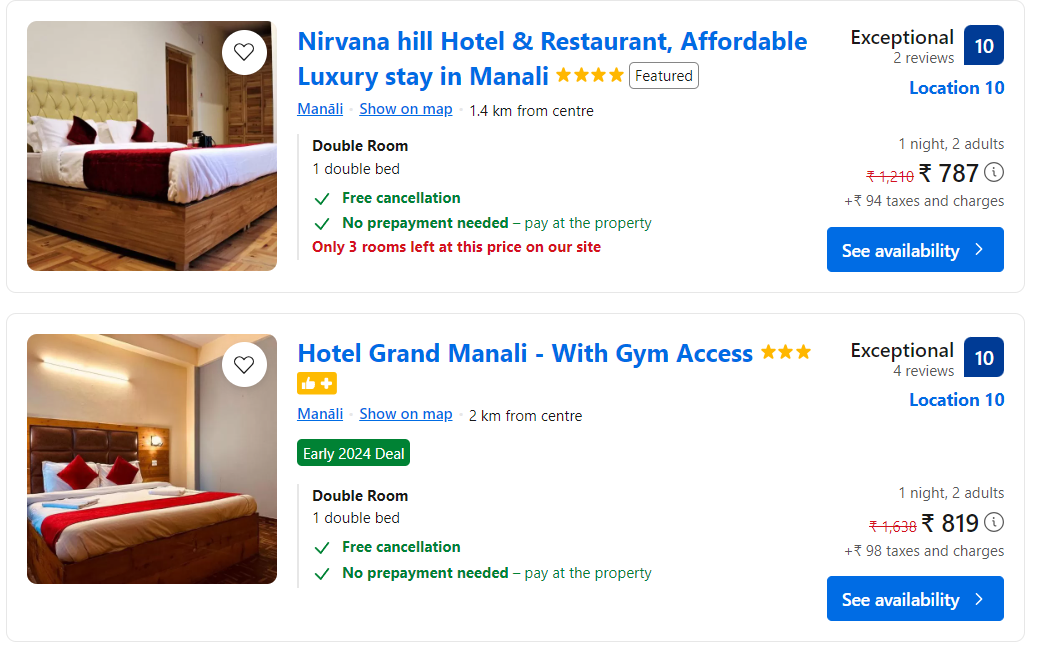 Nirvana hill Hotel & Restaurant, Affordable
Luxury stay in Manali Featured
Manāli · Show on map · 1.4 km from centre
Double Room
1 double bed
Free cancellation
No prepayment needed – pay at the property
Only 3 rooms left at this price on our site
Exceptional 10
2 reviews
Location 10
1 night, 2 adults
₹ 1,210 ₹ 787
+₹ 94 taxes and charges
See availability
Hotel Grand Manali - With Gym Access
Manāli · Show on map · 2 km from centre
Early 2024 Deal
Double Room
1 double bed
Free cancellation
No prepayment needed – pay at the property
Exceptional 10
4 reviews
Location 10
1 night, 2 adults
₹ 1,638 ₹ 819
+₹ 98 taxes and charges
See availability